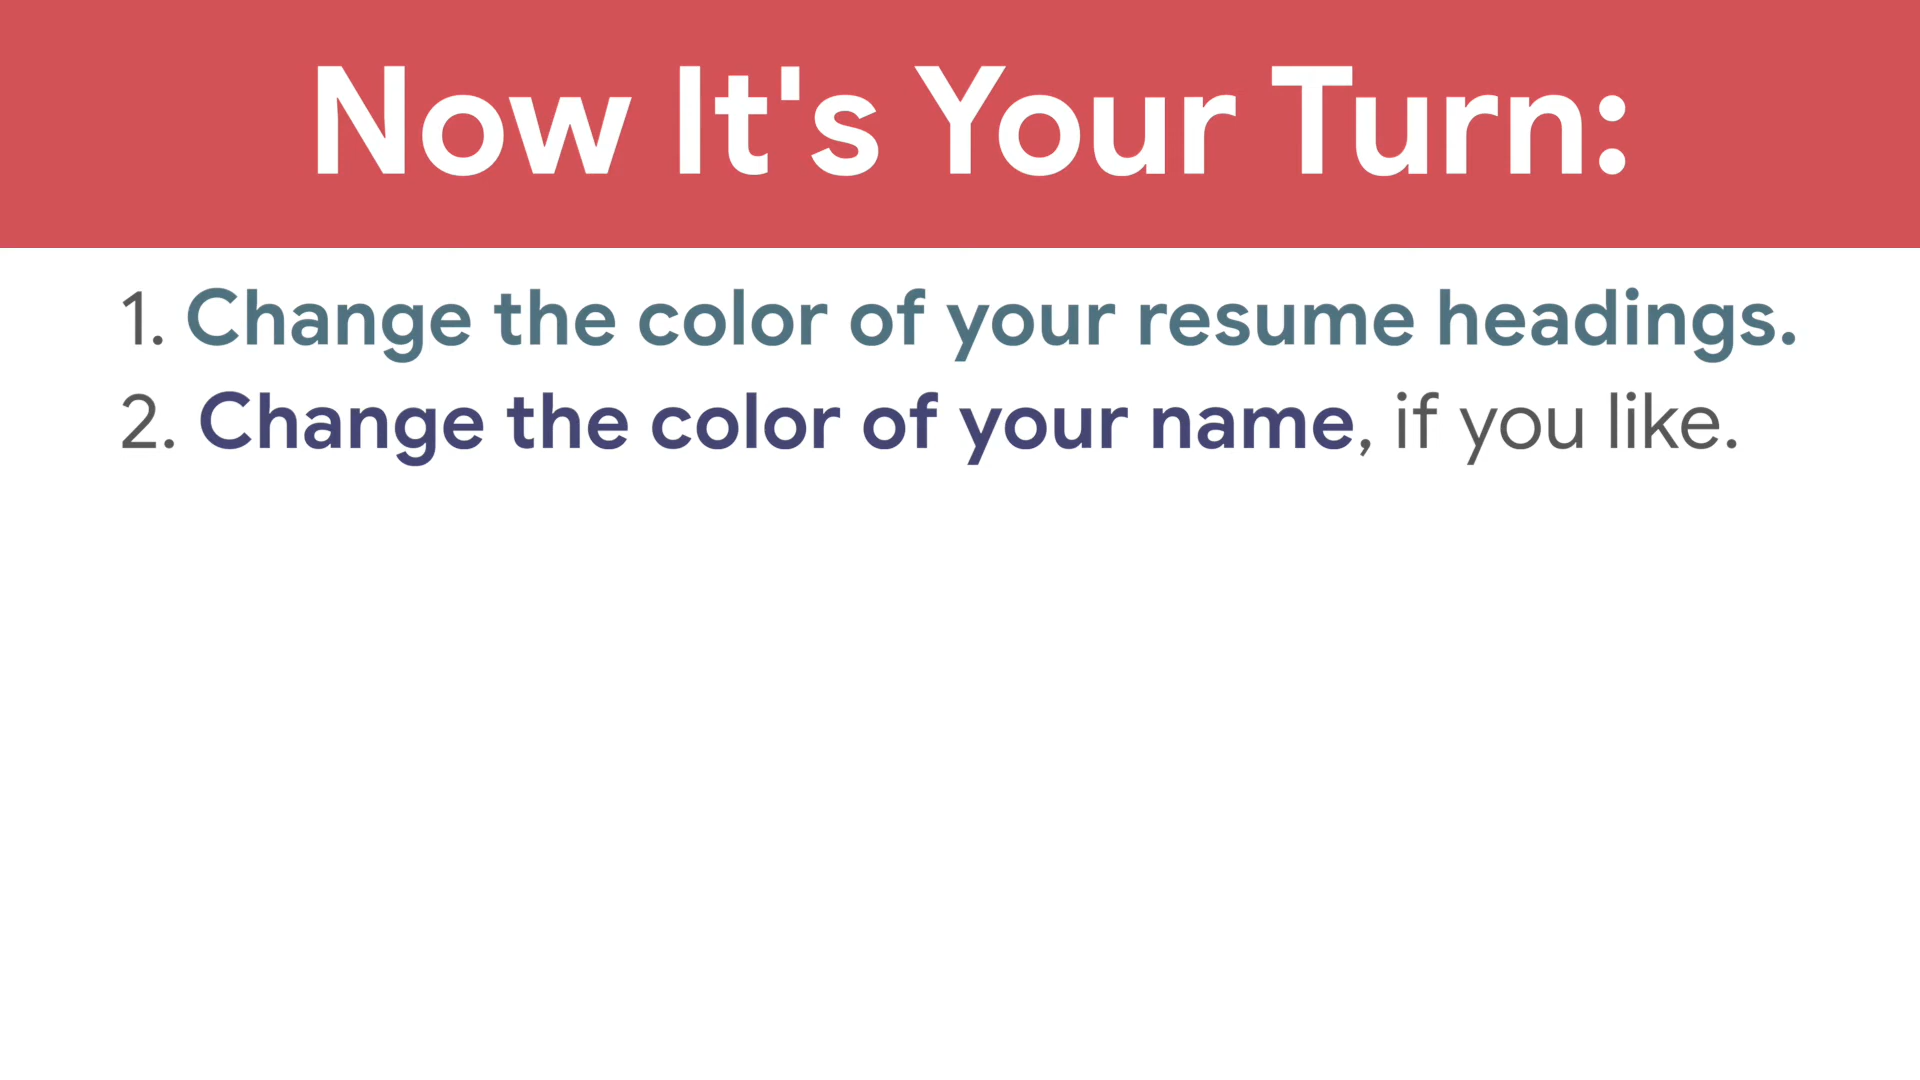 Now It's Your Turn:
1. Change the color of your resume headings.
2. Change the color of your name, if you like.